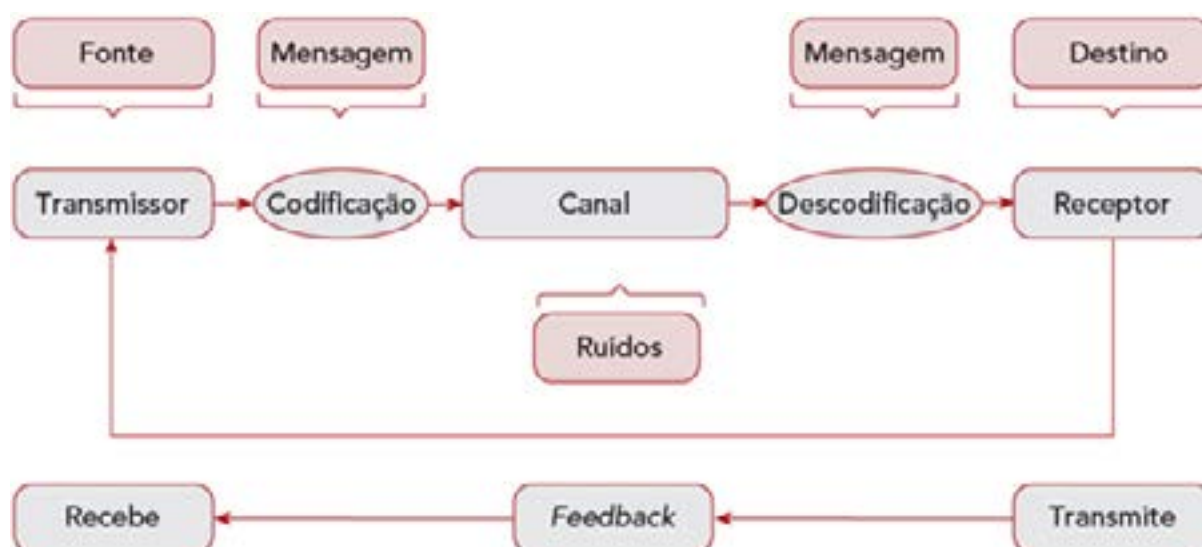 Fonte Mensagem Mensagem Destino
Transmissor Codificação Canal Descodificação Receptor
Ruídos
Recebe Feedback Transmite